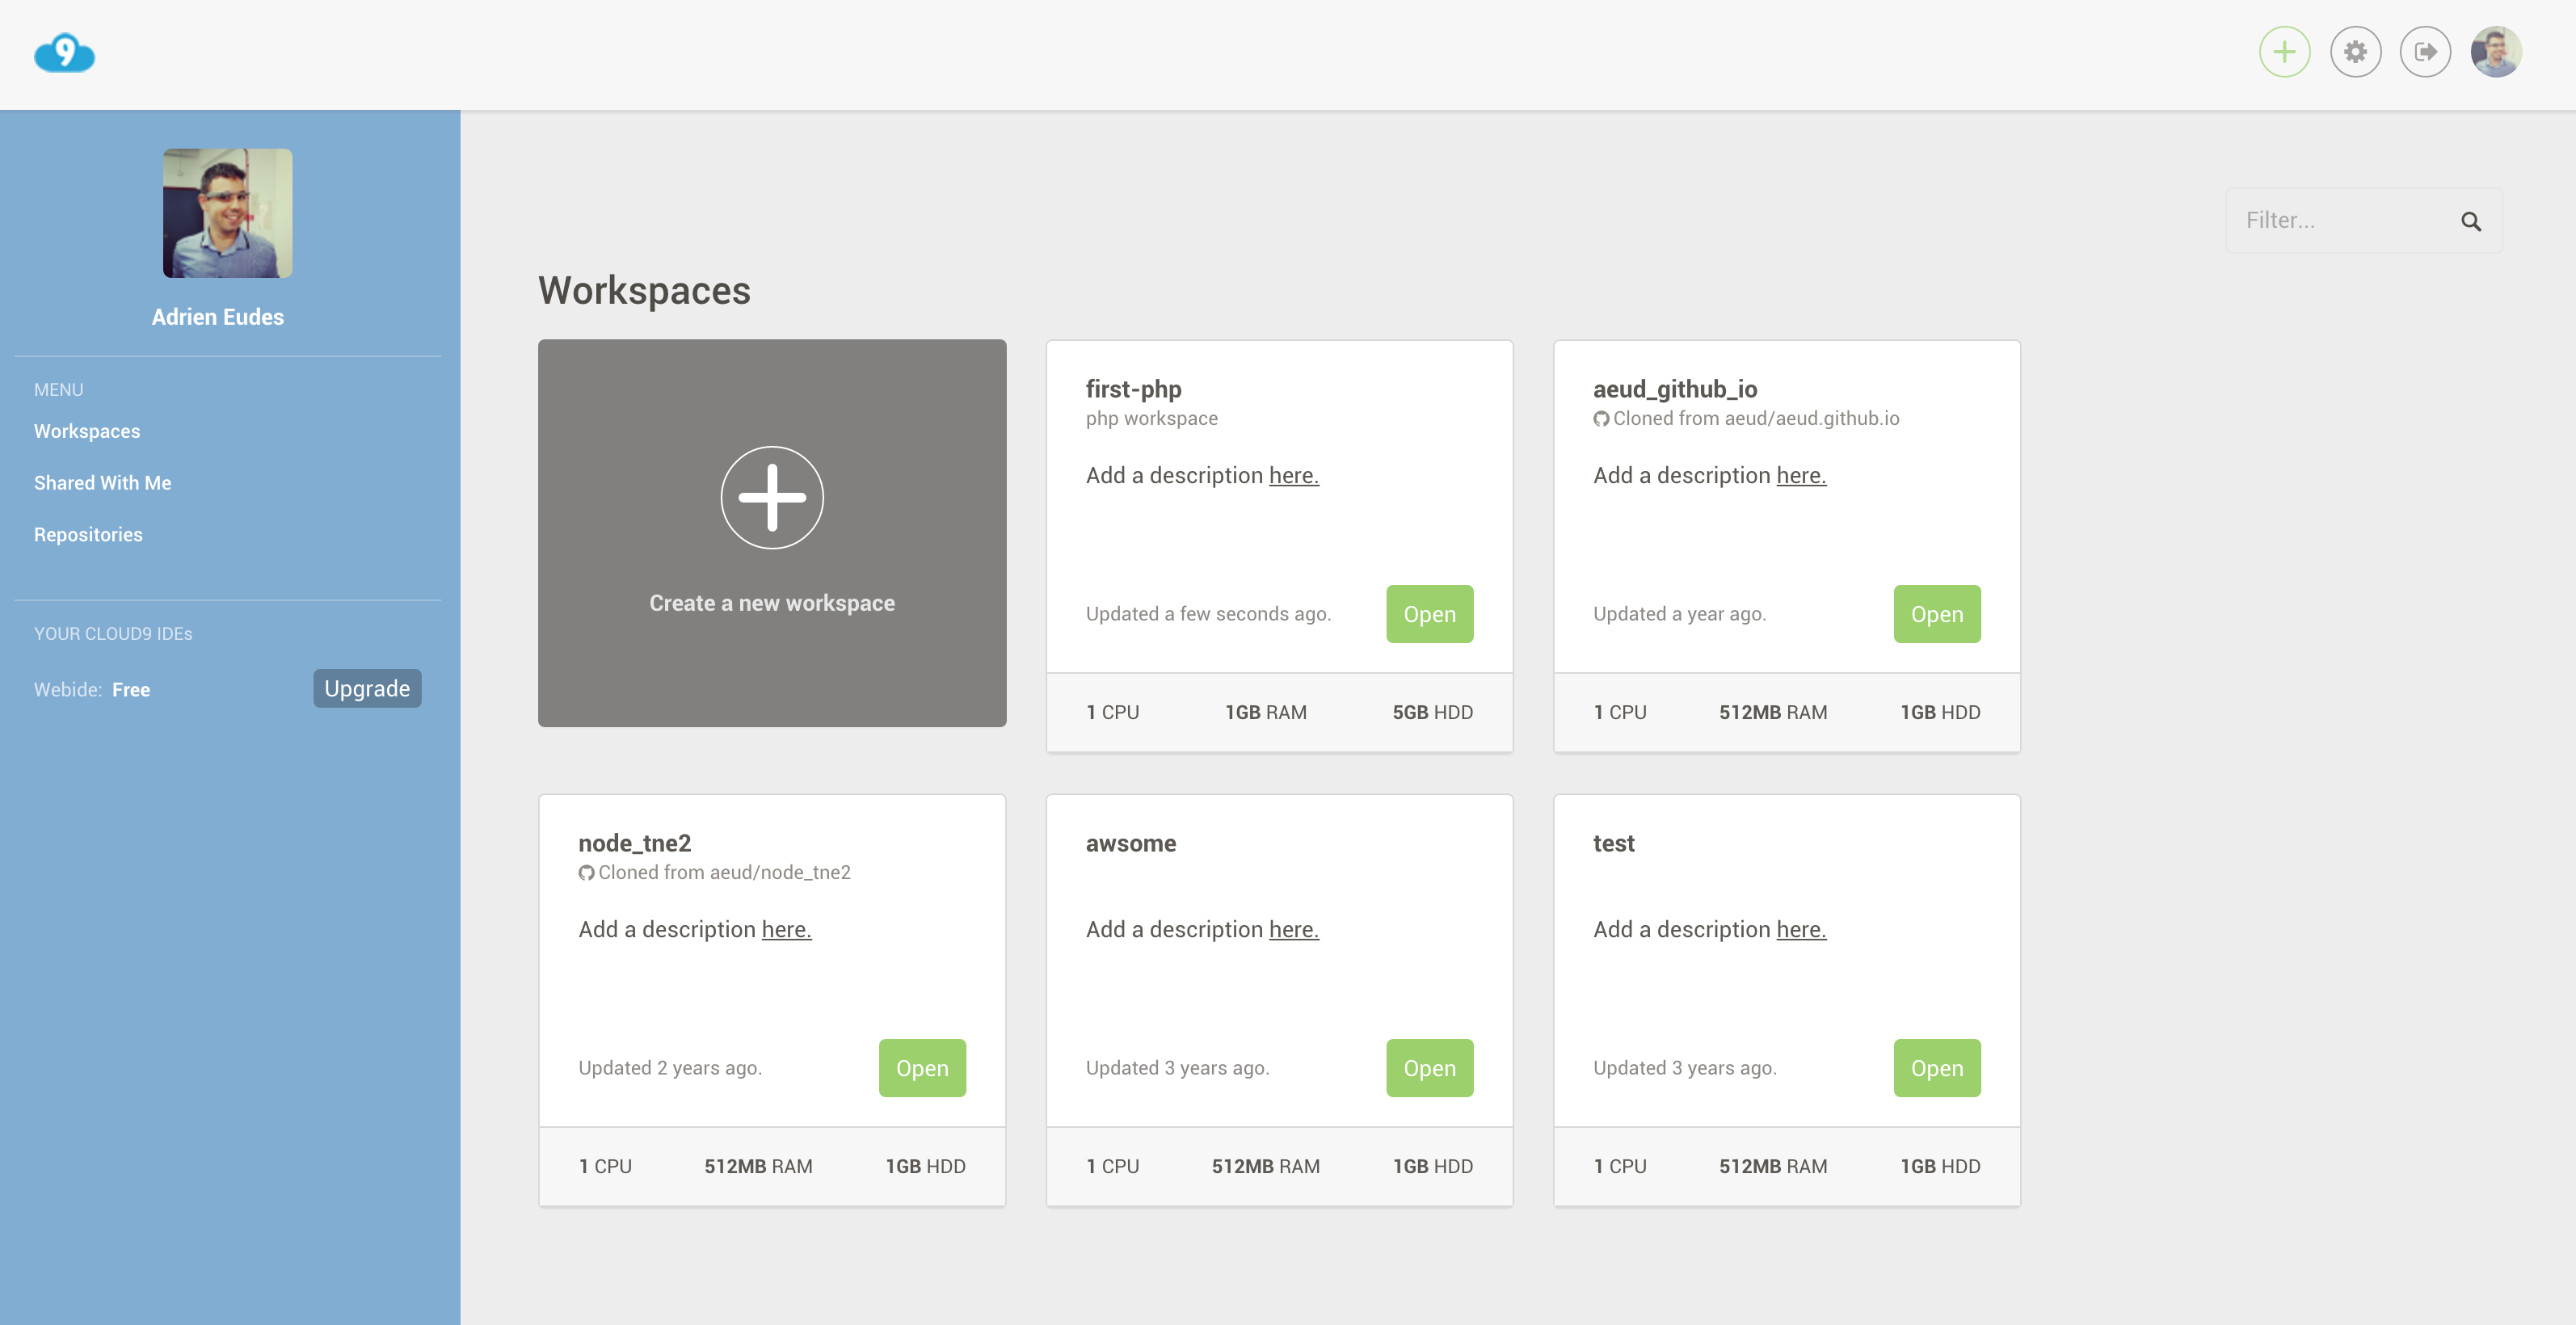 9
Adrien Eudes
MENU
Workspaces
Shared With Me
Repositories
YOUR CLOUD9 IDEs
Webide: Free
Upgrade
Filter...
Workspaces
Create a new workspace
first-php
php workspace
Add a description here.
Updated a few seconds ago.
Open
1 CPU
1GB RAM
5GB HDD
aeud_github_io
Cloned from aeud/aeud.github.io
Add a description here.
Updated a year ago.
Open
1 CPU
512MB RAM
1GB HDD
node_tne2
Cloned from aeud/node_tne2
Add a description here.
Updated 2 years ago.
Open
1 CPU
512MB RAM
1GB HDD
awsome
Add a description here.
Updated 3 years ago.
Open
1 CPU
512MB RAM
1GB HDD
test
Add a description here.
Updated 3 years ago.
Open
1 CPU
512MB RAM
1GB HDD